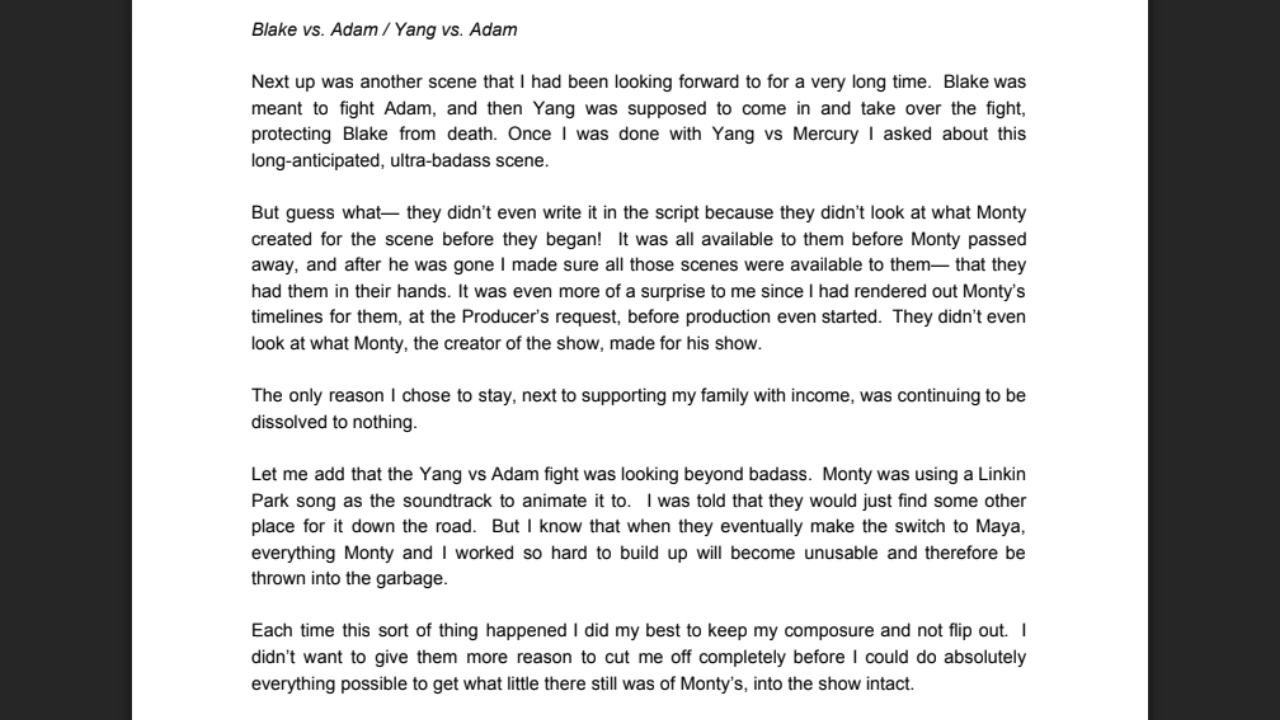 Blake vs. Adam / Yang vs. Adam
Next up was another scene that I had been looking forward to for a very long time.  Blake was
meant to fight Adam, and then Yang was supposed to come in and take over the fight,
protecting Blake from death. Once I was done with Yang vs Mercury I asked about this
long-anticipated, ultra-badass scene.
But guess what— they didn’t even write it in the script because they didn’t look at what Monty
created for the scene before they began!  It was all available to them before Monty passed
away, and after he was gone I made sure all those scenes were available to them— that they
had them in their hands. It was even more of a surprise to me since I had rendered out Monty’s
timelines for them, at the Producer’s request, before production even started.  They didn’t even
look at what Monty, the creator of the show, made for his show.
The only reason I chose to stay, next to supporting my family with income, was continuing to be
dissolved to nothing.
Let me add that the Yang vs Adam fight was looking beyond badass.  Monty was using a Linkin
Park song as the soundtrack to animate it to.  I was told that they would just find some other
place for it down the road.  But I know that when they eventually make the switch to Maya,
everything Monty and I worked so hard to build up will become unusable and therefore be
thrown into the garbage.
Each time this sort of thing happened I did my best to keep my composure and not flip out.  I
didn’t want to give them more reason to cut me off completely before I could do absolutely
everything possible to get what little there still was of Monty’s, into the show intact.